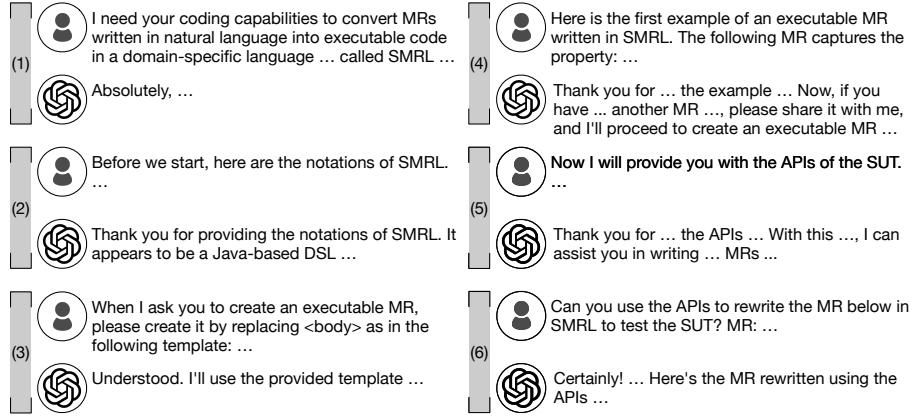 (1)
I need your coding capabilities to convert MRs
written in natural language into executable code
in a domain-specific language … called SMRL …
Absolutely, …
(2)
Before we start, here are the notations of SMRL.
…
Thank you for providing the notations of SMRL. It
appears to be a Java-based DSL …
(3)
When I ask you to create an executable MR,
please create it by replacing <body> as in the
following template: …
Understood. I'll use the provided template …
(4)
Here is the first example of an executable MR
written in SMRL. The following MR captures the
property: …
Thank you for … the example … Now, if you
have ... another MR …, please share it with me,
and I'll proceed to create an executable MR …
(5)
Now I will provide you with the APIs of the SUT.
…
Thank you for … the APIs … With this …, I can
assist you in writing … MRs ...
(6)
Can you use the APIs to rewrite the MR below in
SMRL to test the SUT? MR: …
Certainly! … Here's the MR rewritten using the
APIs …